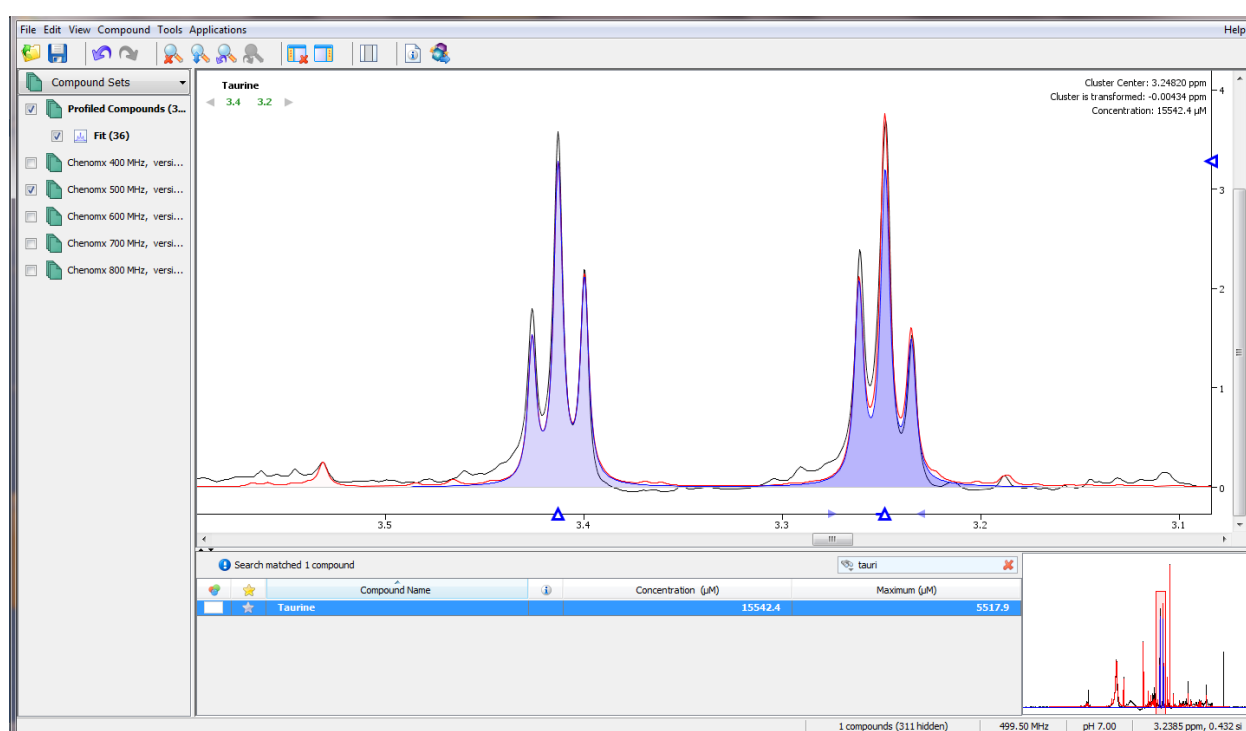 File Edit View Compound Tools Applications Help
Compound Sets
Profiled Compounds (3...
Fit (36)
Chenomx 400 MHz, versi...
Chenomx 500 MHz, versi...
Chenomx 600 MHz, versi...
Chenomx 700 MHz, versi...
Chenomx 800 MHz, versi...
Taurine
3.4 3.2
Cluster Center: 3.24820 ppm
Cluster is transformed: -0.00434 ppm
Concentration: 15542.4 µM
4
3
2
1
0
3.5 3.4 3.3 3.2 3.1
Search matched 1 compound tauri
Compound Name Concentration (µM) Maximum (µM)
Taurine 15542.4 5517.9
1 compounds (311 hidden) 499.50 MHz pH 7.00 3.2385 ppm, 0.432 si